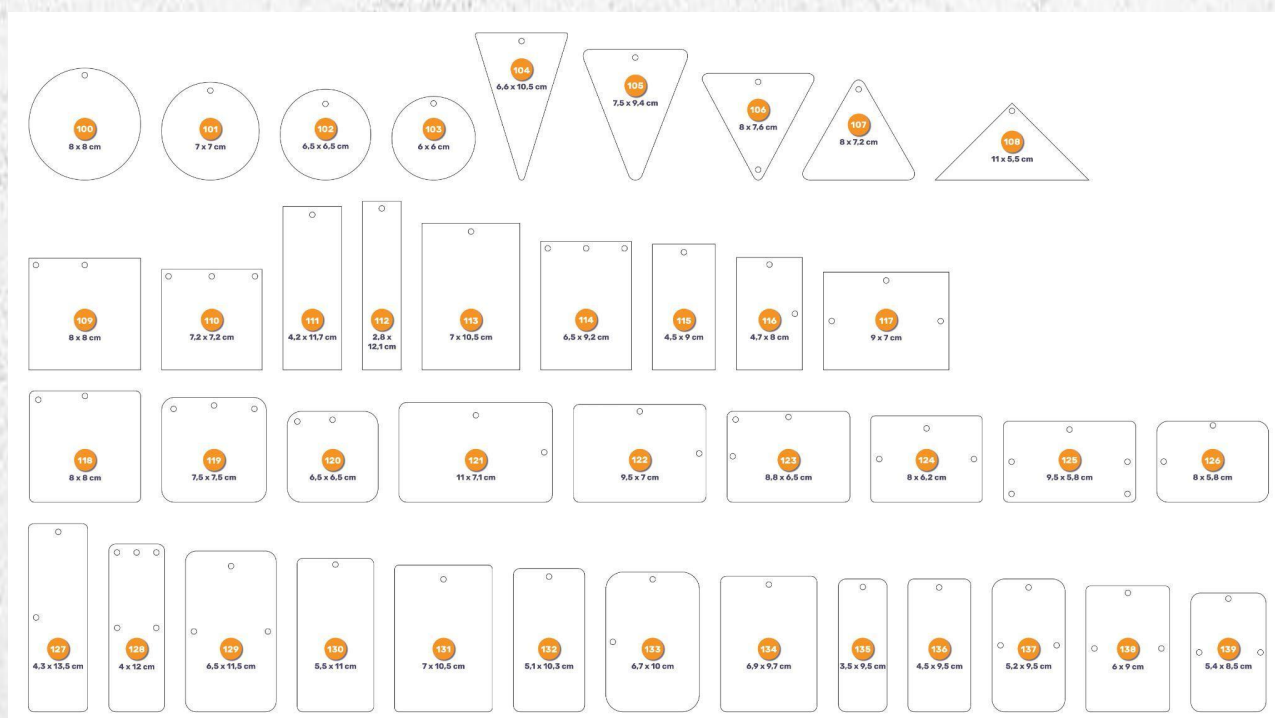 100
8 x 8 cm
101
7 x 7 cm
102
6,5 x 6,5 cm
103
6 x 6 cm
104
6,6 x 10,5 cm
105
7,5 x 9,4 cm
106
8 x 7,6 cm
107
8 x 7,2 cm
108
11 x 5,5 cm
109
8 x 8 cm
110
7,2 x 7,2 cm
111
4,2 x 11,7 cm
112
2,8 x
12,1 cm
113
7 x 10,5 cm
114
6,5 x 9,2 cm
115
4,5 x 9 cm
116
4,7 x 8 cm
117
9 x 7 cm
118
8 x 8 cm
119
7,5 x 7,5 cm
120
6,5 x 6,5 cm
121
11 x 7,1 cm
122
9,5 x 7 cm
123
8,8 x 6,5 cm
124
8 x 6,2 cm
125
9,5 x 5,8 cm
126
8 x 5,8 cm
127
4,3 x 13,5 cm
128
4 x 12 cm
129
6,5 x 11,5 cm
130
5,5 x 11 cm
131
7 x 10,5 cm
132
5,1 x 10,3 cm
133
6,7 x 10 cm
134
6,9 x 9,7 cm
135
3,5 x 9,5 cm
136
4,5 x 9,5 cm
137
5,2 x 9,5 cm
138
6 x 9 cm
139
5,4 x 8,5 cm